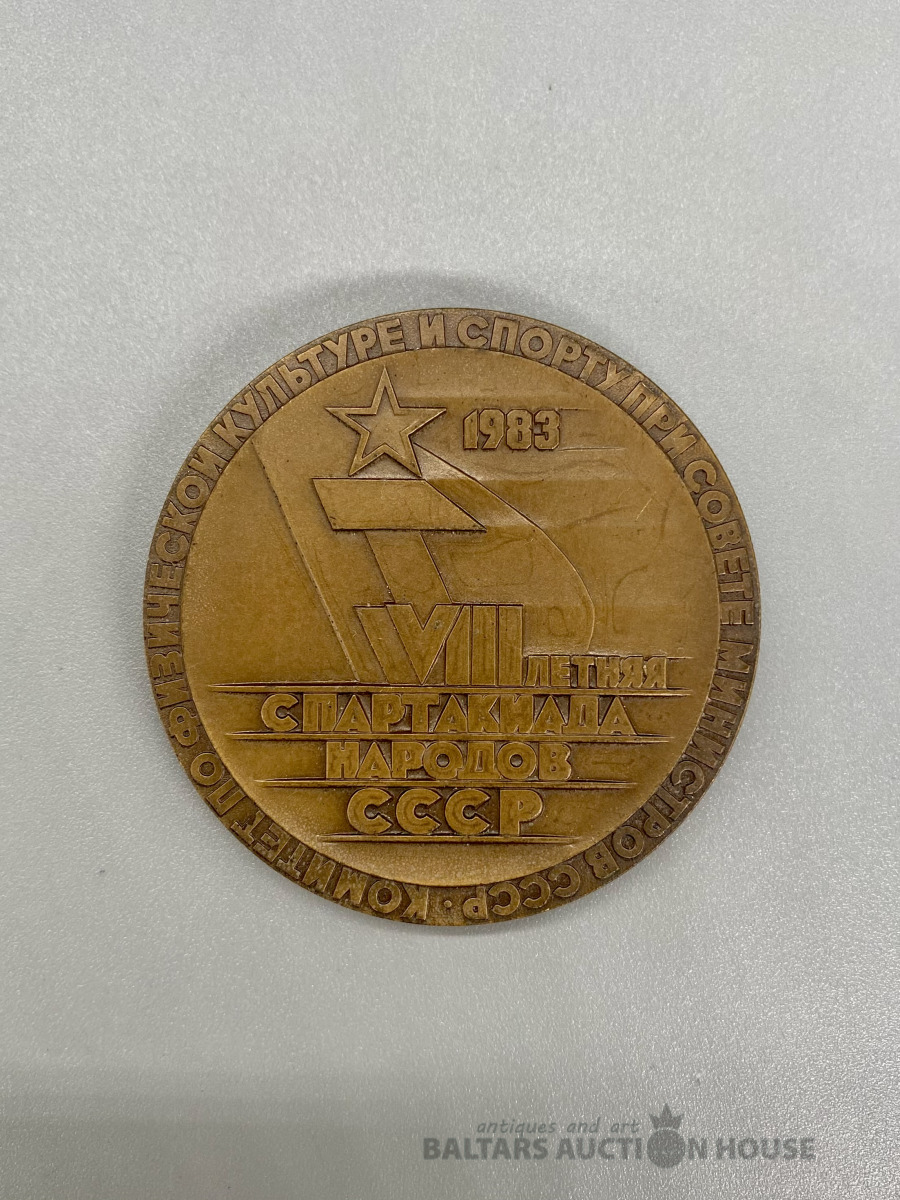 КОМИТЕТ ПО ФИЗИЧЕСКОЙ КУЛЬТУРЕ И СПОРТУ ПРИ СОВЕТЕ МИНИСТРОВ СССР ·
1983
VIII ЛЕТНЯЯ
СПАРТАКИАДА
НАРОДОВ
СССР
antiques and art
BALTARS AUCTION HOUSE